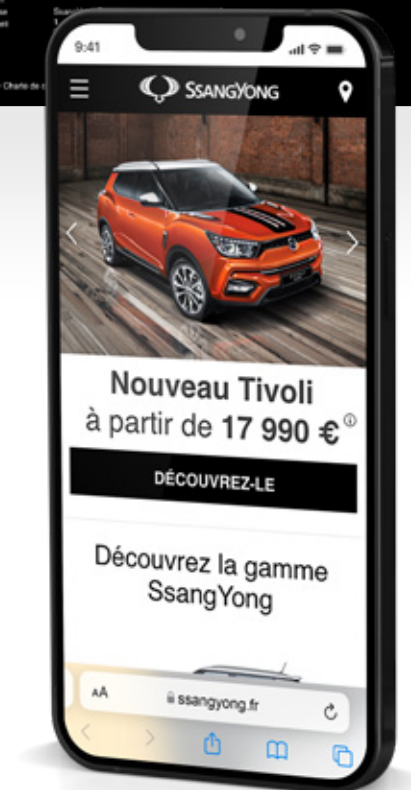 9:41
SSANGYONG
Nouveau Tivoli
à partir de 17 990 €
DÉCOUVREZ-LE
Découvrez la gamme
SsangYong
AA
ssangyong.fr